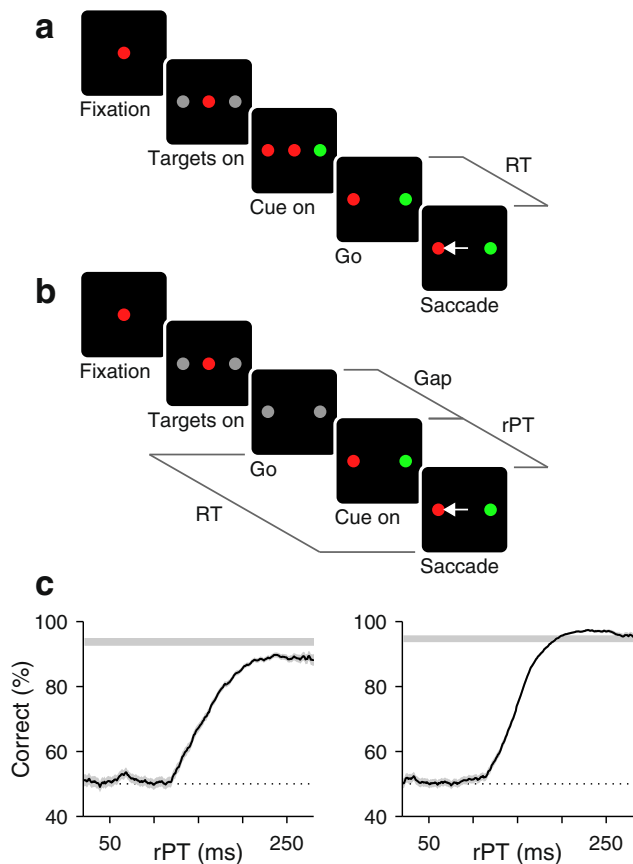 a
Fixation
Targets on
Cue on
Go
Saccade
RT
b
Fixation
Targets on
Go
Cue on
Saccade
Gap
rPT
RT
c
100
80
60
40
Correct (%)
50
250
rPT (ms)
100
80
60
40
50
250
rPT (ms)